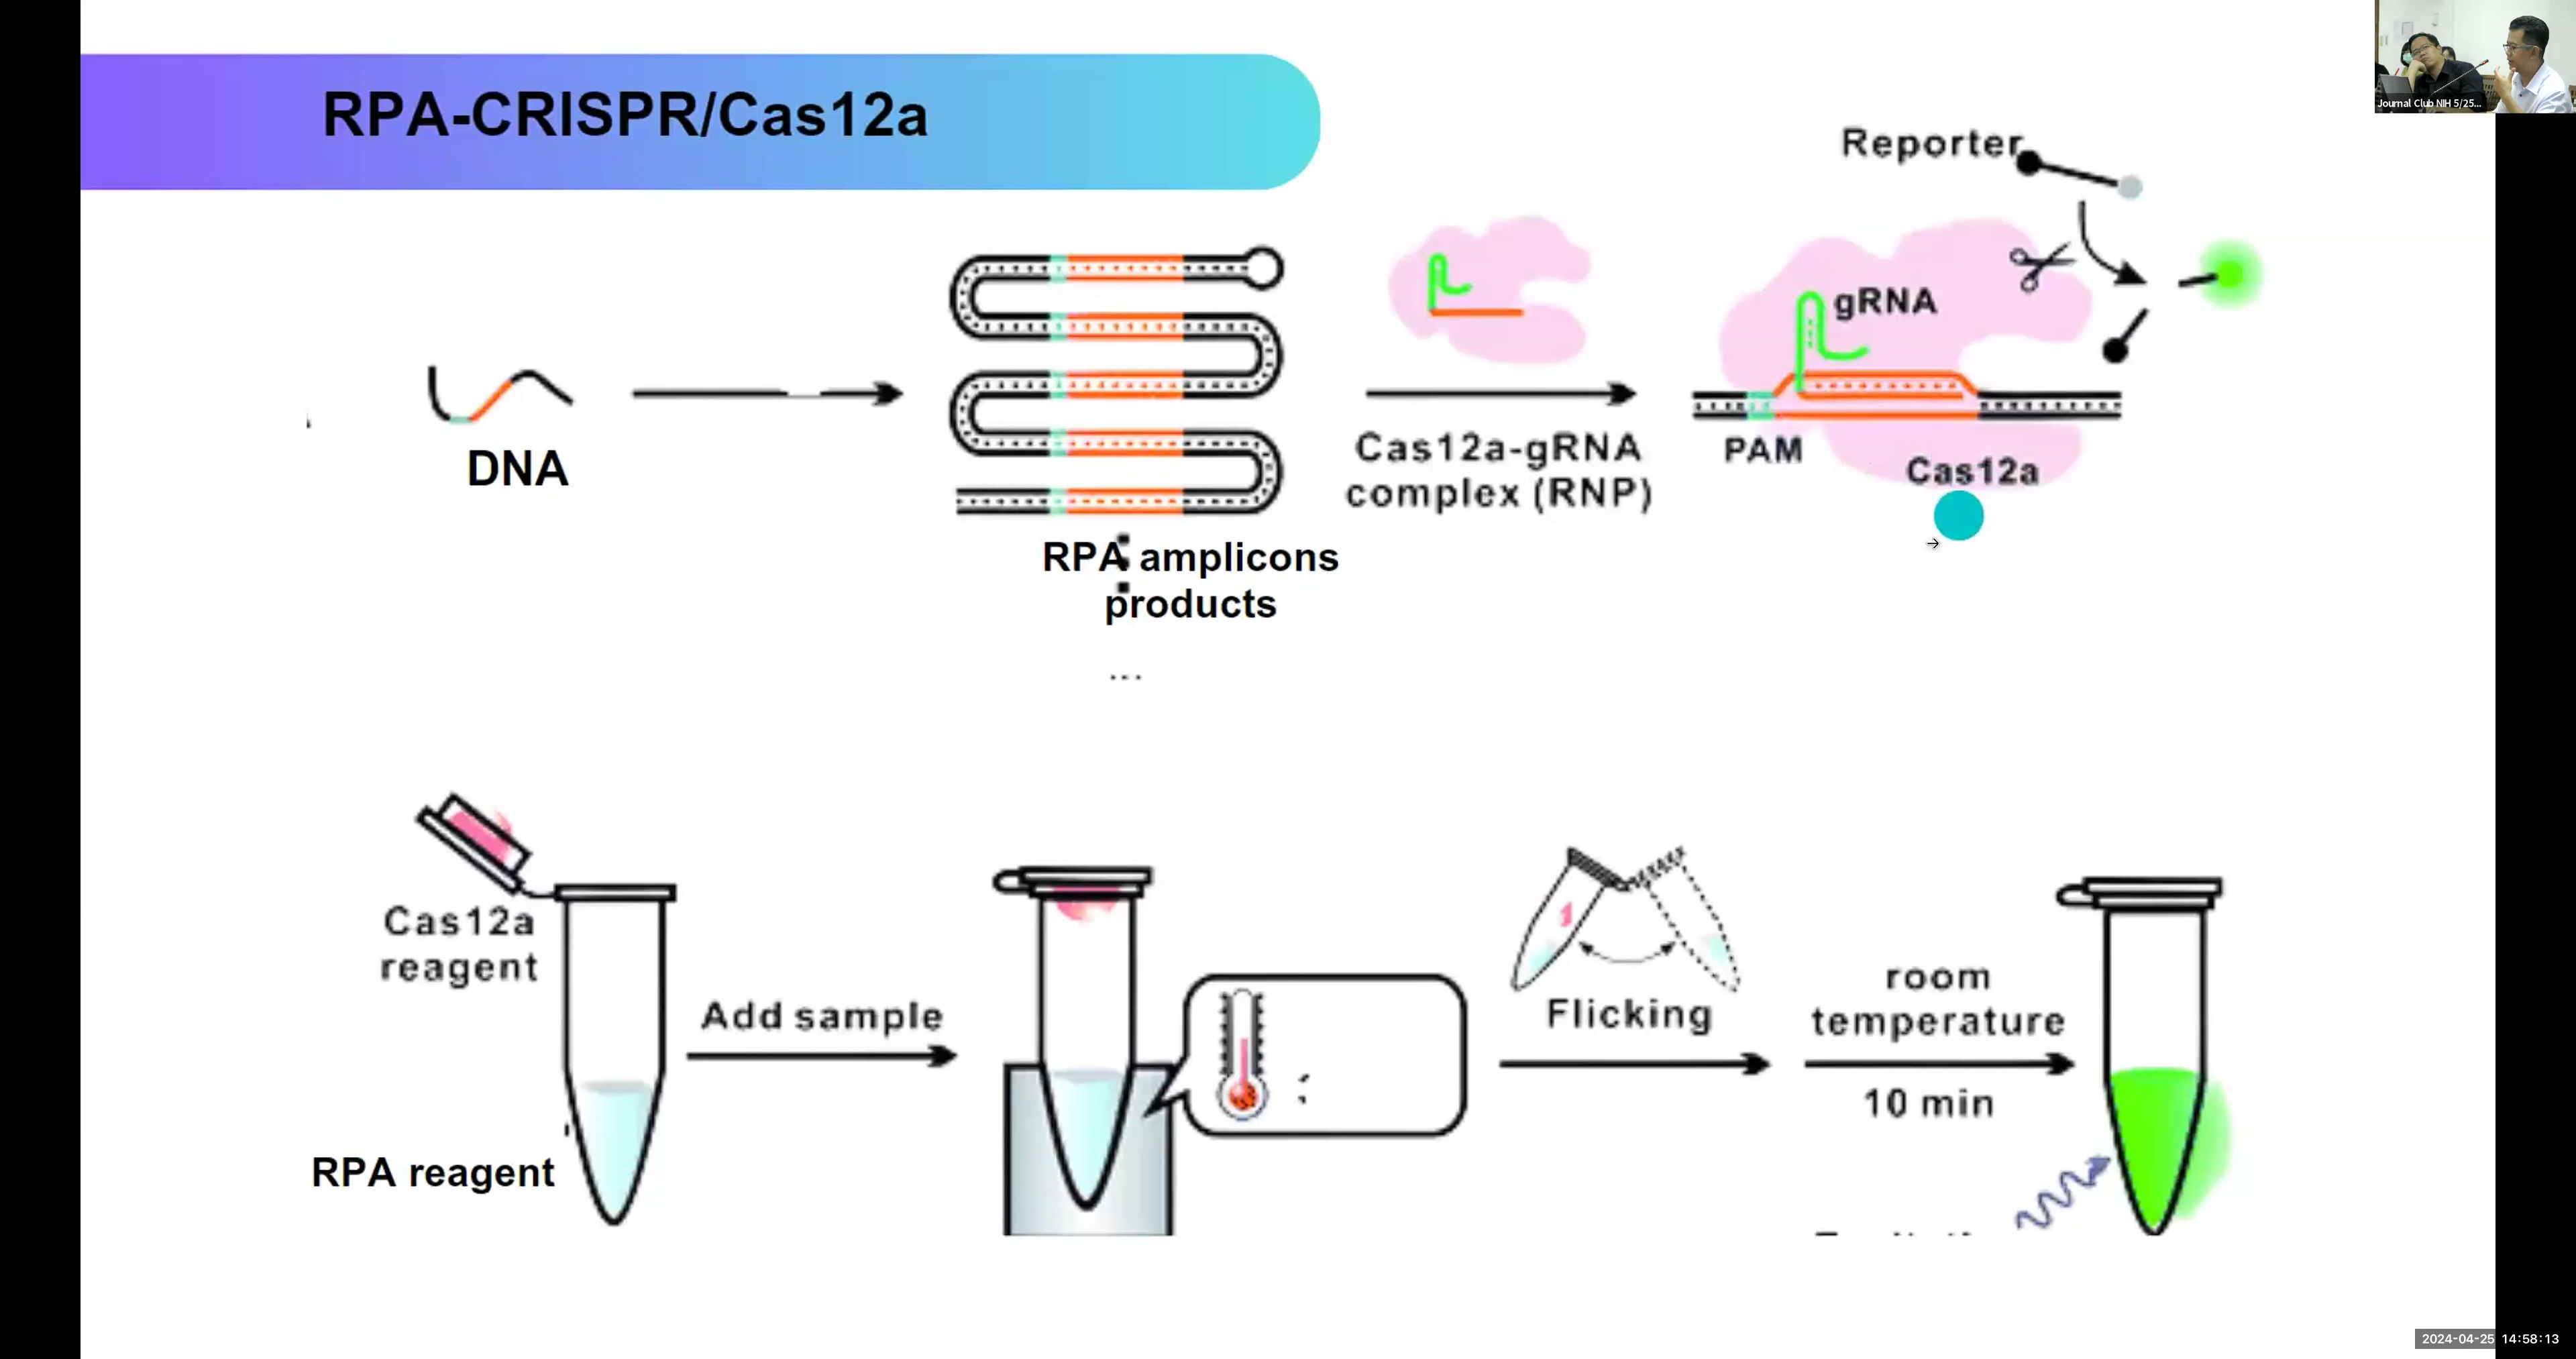 RPA-CRISPR/Cas12a
Journal Club NIH 5/25...
Reporter
gRNA
DNA
Cas12a-gRNA
complex (RNP)
PAM
Cas12a
RPA amplicons
products
...
Cas12a
reagent
RPA reagent
Add sample
Flicking
room
temperature
10 min
2024-04-25 14:58:13